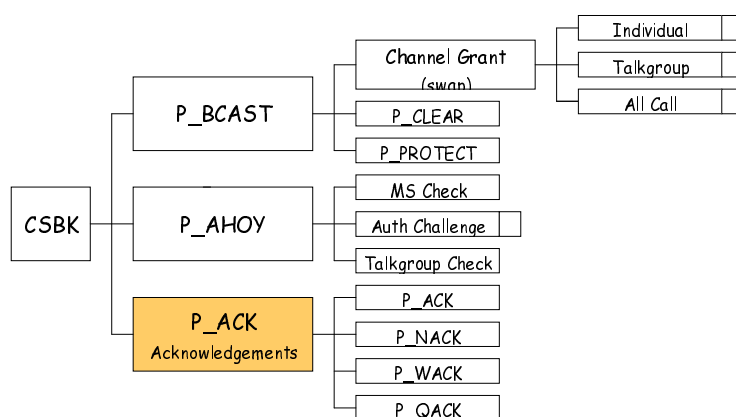 CSBK
P_BCAST
Channel Grant
(swap)
Individual
Talkgroup
All Call
P_CLEAR
P_PROTECT
P_AHOY
MS Check
Auth Challenge
Talkgroup Check
P_ACK
Acknowledgements
P_ACK
P_NACK
P_WACK
P_QACK